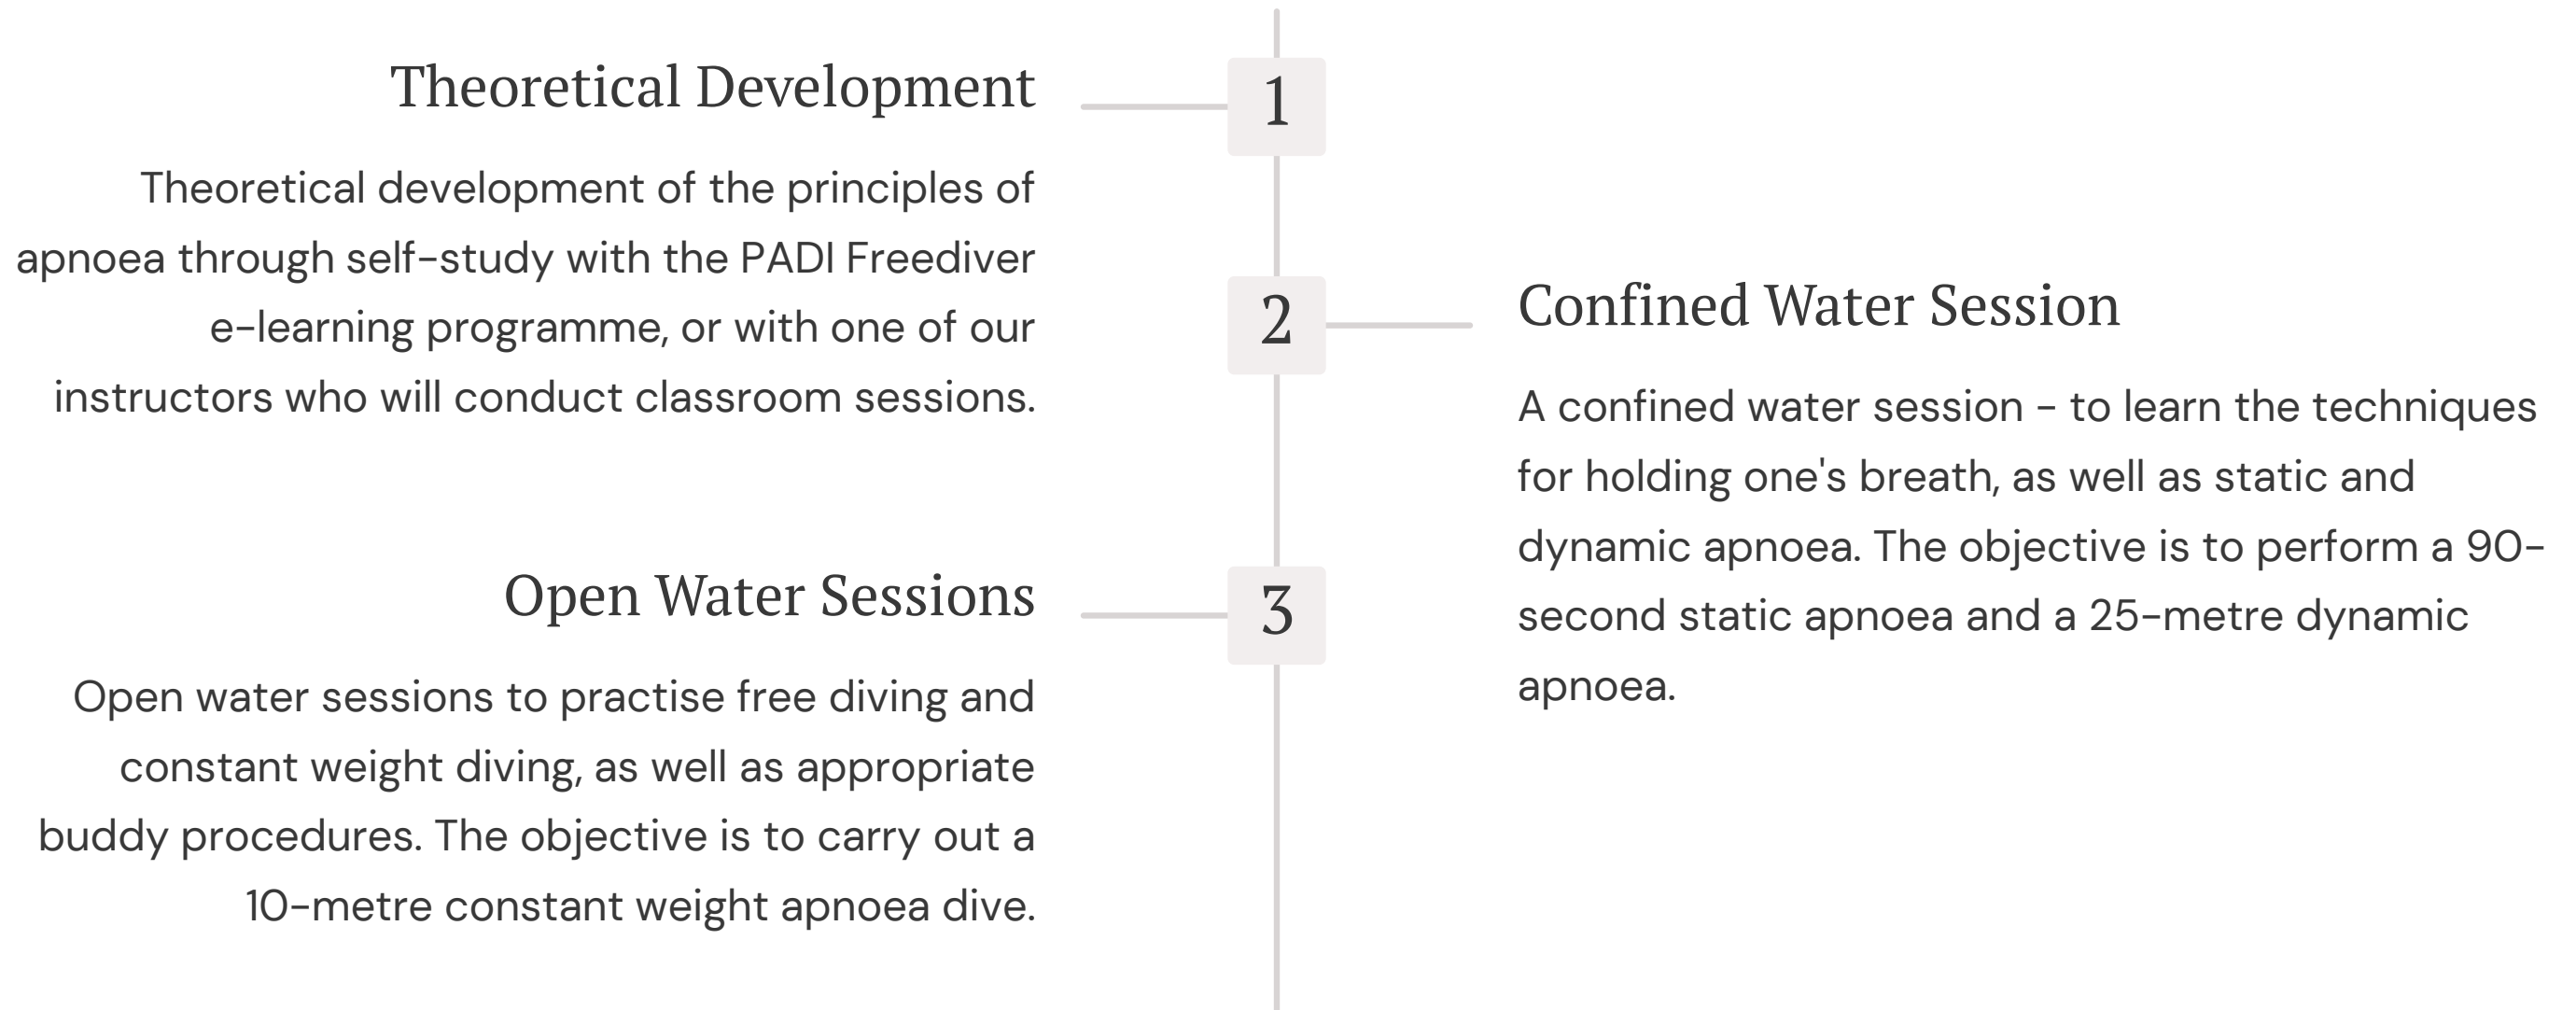 1
Theoretical Development
Theoretical development of the principles of
apnoea through self-study with the PADI Freediver
e-learning programme, or with one of our
instructors who will conduct classroom sessions.
2
Confined Water Session
A confined water session - to learn the techniques
for holding one's breath, as well as static and
dynamic apnoea. The objective is to perform a 90-
second static apnoea and a 25-metre dynamic
apnoea.
3
Open Water Sessions
Open water sessions to practise free diving and
constant weight diving, as well as appropriate
buddy procedures. The objective is to carry out a
10-metre constant weight apnoea dive.